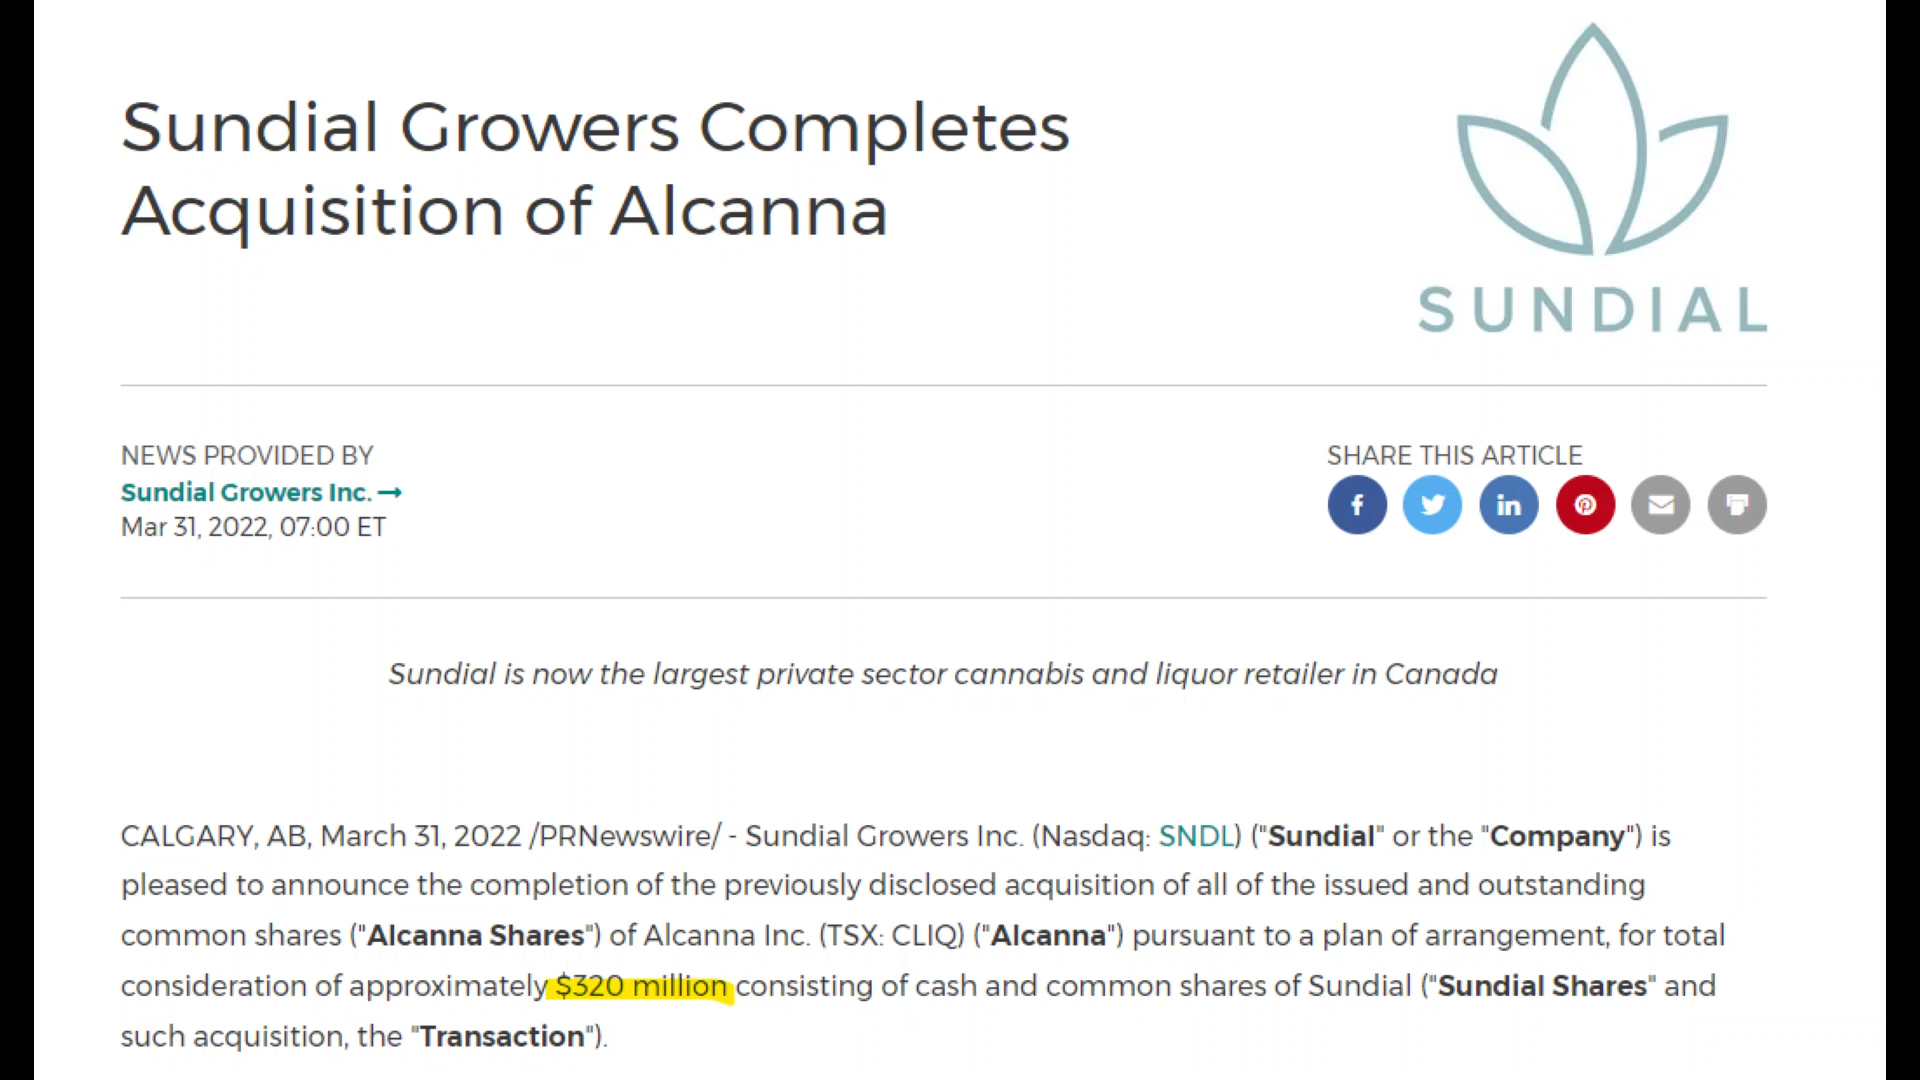 Sundial Growers Completes
Acquisition of Alcanna
SUNDIAL
NEWS PROVIDED BY
Sundial Growers Inc. →
Mar 31, 2022, 07:00 ET
SHARE THIS ARTICLE
Sundial is now the largest private sector cannabis and liquor retailer in Canada
CALGARY, AB, March 31, 2022 /PRNewswire/ - Sundial Growers Inc. (Nasdaq: SNDL) ("Sundial" or the "Company") is
pleased to announce the completion of the previously disclosed acquisition of all of the issued and outstanding
common shares ("Alcanna Shares") of Alcanna Inc. (TSX: CLIQ) ("Alcanna") pursuant to a plan of arrangement, for total
consideration of approximately $320 million consisting of cash and common shares of Sundial ("Sundial Shares" and
such acquisition, the "Transaction").